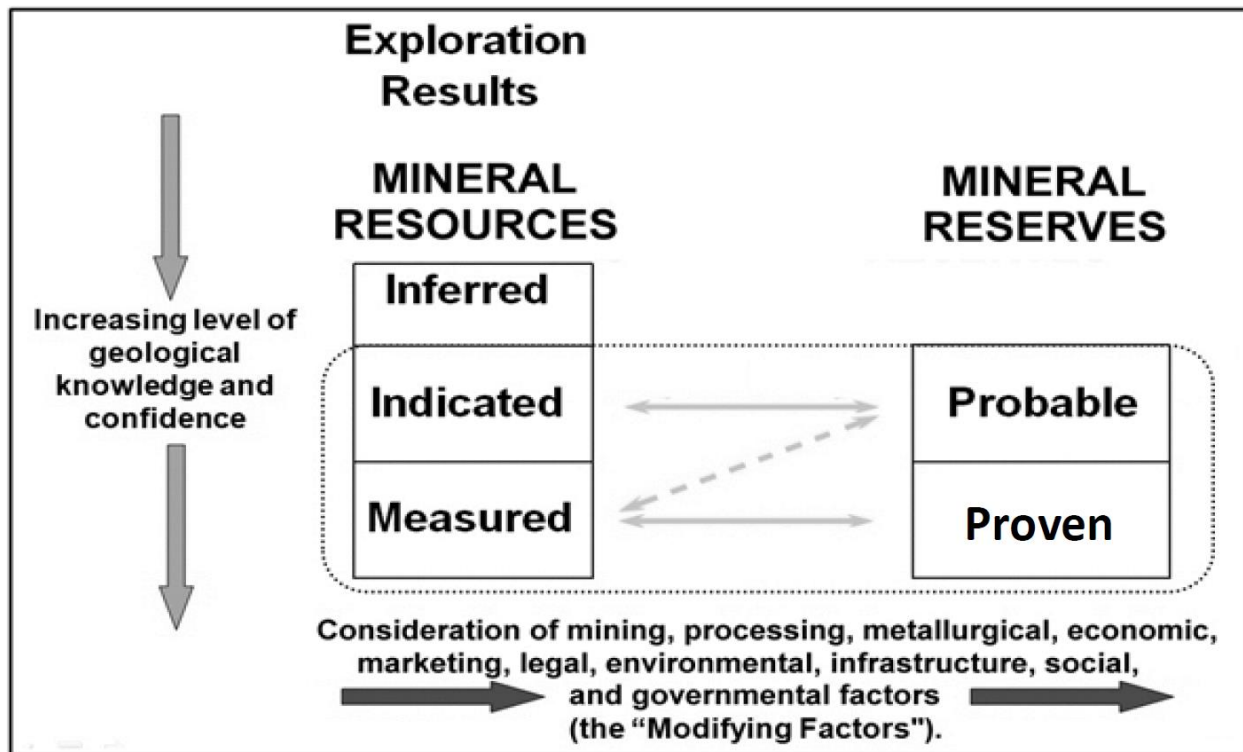 Exploration
Results
MINERAL
RESOURCES
MINERAL
RESERVES
Inferred
Increasing level of
geological
knowledge and
confidence
Indicated
Probable
Measured
Proven
Consideration of mining, processing, metallurgical, economic,
marketing, legal, environmental, infrastructure, social,
and governmental factors
(the “Modifying Factors").